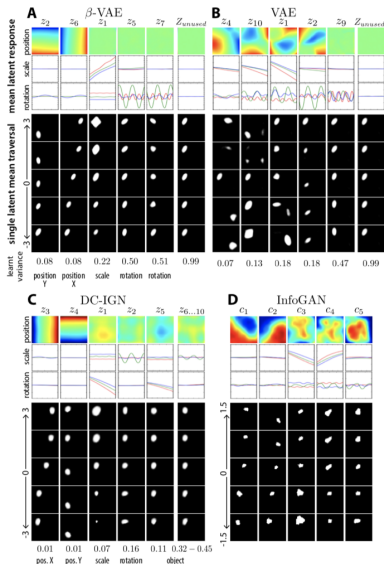 A β-VAE
z2 z6 z1 z5 z7 Zunused
mean latent response
position
scale
rotation
single latent mean traversal
3
0
-3
learnt variance
0.08 0.08 0.22 0.50 0.51 0.99
position Y position X scale rotation rotation
B VAE
z4 z10 z1 z2 z9 Zunused
position
scale
rotation
0.07 0.13 0.18 0.18 0.47 0.99
C DC-IGN
z3 z4 z1 z2 z5 z6...10
position
scale
rotation
3
0
-3
0.01 0.01 0.07 0.16 0.11 0.32 − 0.45
pos. X pos. Y scale rotation object
D InfoGAN
c1 c2 c3 c4 c5
position
scale
rotation
1.5
0
-1.5